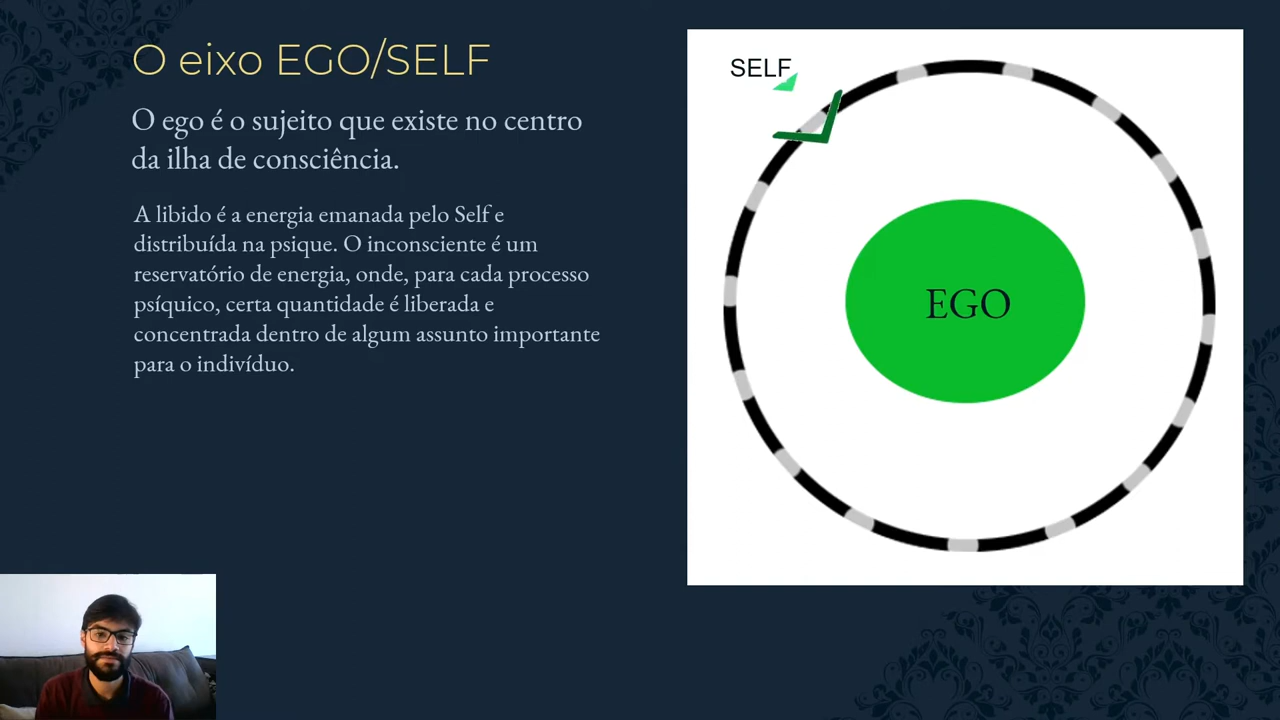 O eixo EGO/SELF
O ego é o sujeito que existe no centro
da ilha de consciência.
A libido é a energia emanada pelo Self e
distribuída na psique. O inconsciente é um
reservatório de energia, onde, para cada processo
psíquico, certa quantidade é liberada e
concentrada dentro de algum assunto importante
para o indivíduo.
SELF
EGO